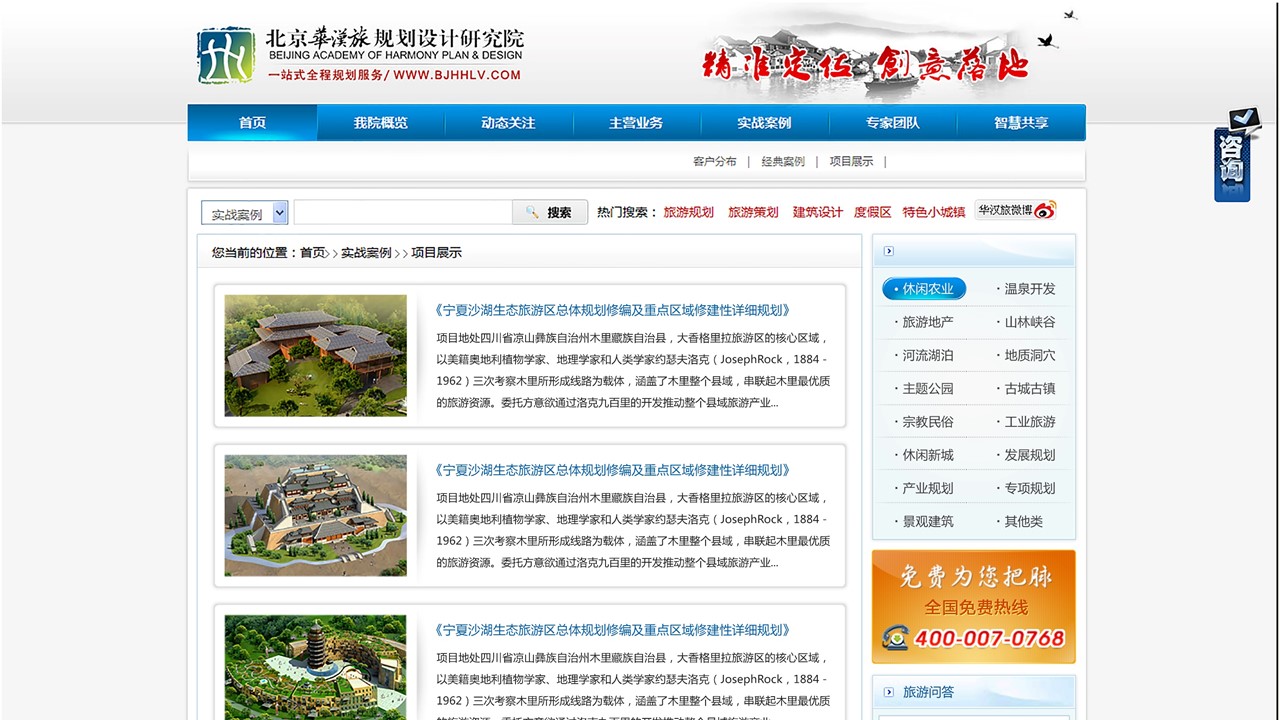 北京华汉旅规划设计研究院
BEIJING ACADEMY OF HARMONY PLAN & DESIGN
一站式全程规划服务/ WWW.BJHHLV.COM
精准定位 創意落地
首页 我院概览 动态关注 主营业务 实战案例 专家团队 智慧共享
咨询
客户分布 | 经典案例 | 项目展示 |
实战案例 搜索 热门搜索： 旅游规划 旅游策划 建筑设计 度假区 特色小城镇 华汉旅微博
您当前的位置：首页>>实战案例>>项目展示
《宁夏沙湖生态旅游区总体规划修编及重点区域修建性详细规划》
项目地处四川省凉山彝族自治州木里藏族自治县，大香格里拉旅游区的核心区域，
以美籍奥地利植物学家、地理学家和人类学家约瑟夫洛克（JosephRock，1884 -
1962）三次考察木里所形成线路为载体，涵盖了木里整个县域，串联起木里最优质
的旅游资源。委托方意欲通过洛克九百里的开发推动整个县域旅游产业...
《宁夏沙湖生态旅游区总体规划修编及重点区域修建性详细规划》
项目地处四川省凉山彝族自治州木里藏族自治县，大香格里拉旅游区的核心区域，
以美籍奥地利植物学家、地理学家和人类学家约瑟夫洛克（JosephRock，1884 -
1962）三次考察木里所形成线路为载体，涵盖了木里整个县域，串联起木里最优质
的旅游资源。委托方意欲通过洛克九百里的开发推动整个县域旅游产业...
《宁夏沙湖生态旅游区总体规划修编及重点区域修建性详细规划》
项目地处四川省凉山彝族自治州木里藏族自治县，大香格里拉旅游区的核心区域，
以美籍奥地利植物学家、地理学家和人类学家约瑟夫洛克（JosephRock，1884 -
1962）三次考察木里所形成线路为载体，涵盖了木里整个县域，串联起木里最优质
·休闲农业 ·温泉开发
·旅游地产 ·山林峡谷
·河流湖泊 ·地质洞穴
·主题公园 ·古城古镇
·宗教民俗 ·工业旅游
·休闲新城 ·发展规划
·产业规划 ·专项规划
·景观建筑 ·其他类
免费为您把脉
全国免费热线
400-007-0768
旅游问答